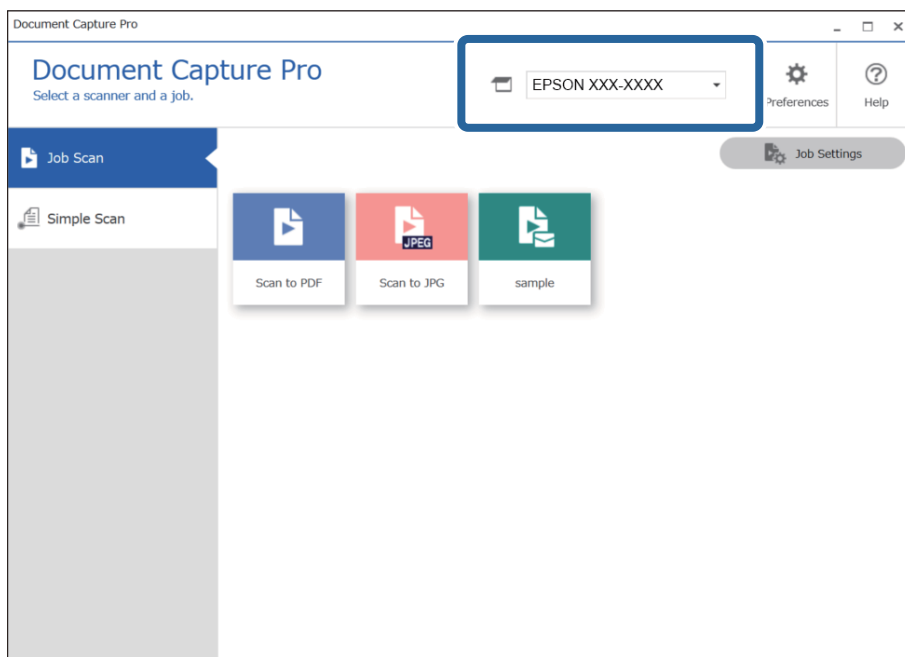 Document Capture Pro
Document Capture Pro
Select a scanner and a job.
EPSON XXX-XXXX
Preferences
Help
Job Scan
Job Settings
Simple Scan
JPEG
Scan to PDF
Scan to JPG
sample